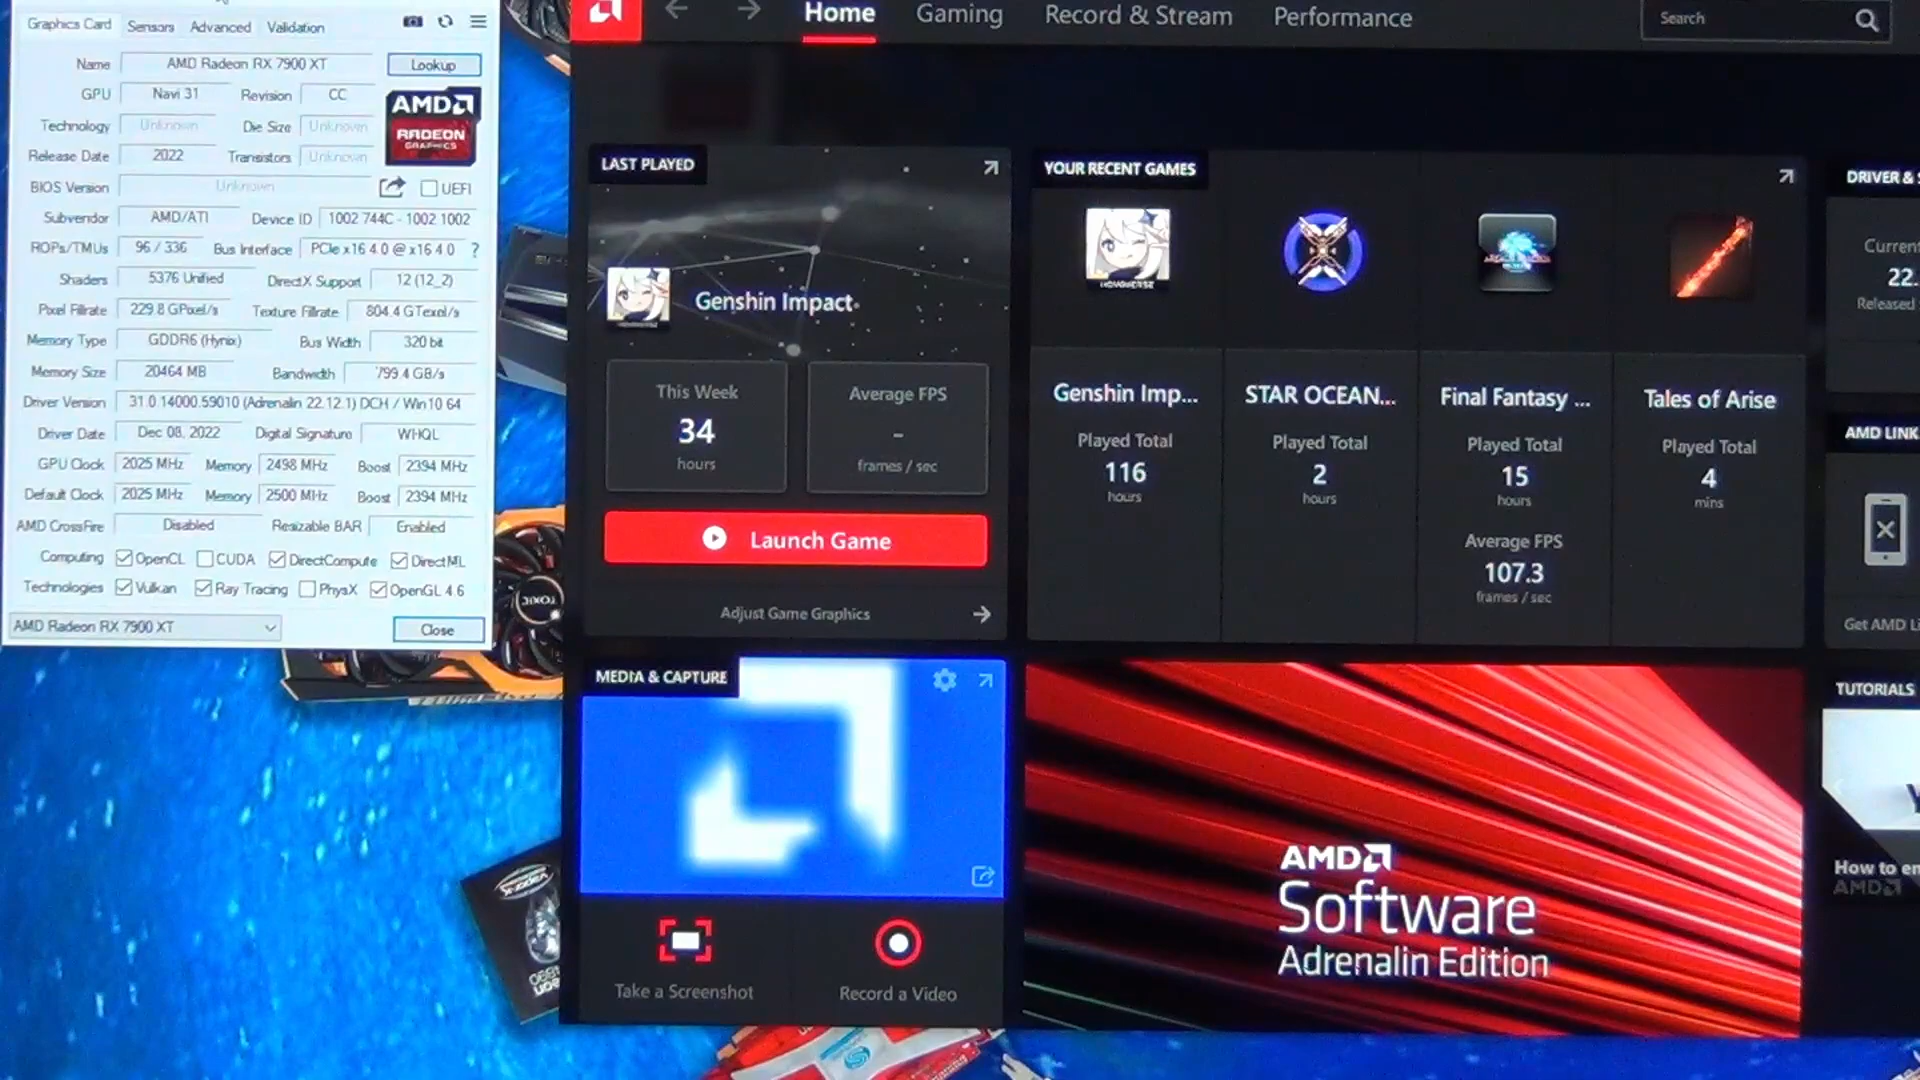 Graphics Card Sensors Advanced Validation
Name AMD Radeon RX 7900 XT Lookup
GPU Navi 31 Revision CC
Technology Unknown Die Size Unknown
Release Date 2022 Transistors Unknown
BIOS Version Unknown UEFI
Subvendor AMD/ATI Device ID 1002 744C - 1002 1002
ROPs/TMUs 96 / 336 Bus Interface PCIe x16 4.0 @ x16 4.0 ?
Shaders 5376 Unified DirectX Support 12 (12_2)
Pixel Fillrate 229.8 GPixel/s Texture Fillrate 804.4 GTexel/s
Memory Type GDDR6 (Hynix) Bus Width 320 bit
Memory Size 20464 MB Bandwidth 799.4 GB/s
Driver Version 31.0.14000.59010 (Adrenalin 22.12.1) DCH / Win10 64
Driver Date Dec 08, 2022 Digital Signature WHQL
GPU Clock 2025 MHz Memory 2498 MHz Boost 2394 MHz
Default Clock 2025 MHz Memory 2500 MHz Boost 2394 MHz
AMD CrossFire Disabled Resizable BAR Enabled
Computing OpenCL CUDA DirectCompute DirectML
Technologies Vulkan Ray Tracing PhysX OpenGL 4.6
AMD Radeon RX 7900 XT Close
AMD
RADEON
GRAPHICS
TOXIC
Home Gaming Record & Stream Performance
Search
LAST PLAYED
Genshin Impact
This Week
34
hours
Average FPS
-
frames / sec
Launch Game
Adjust Game Graphics
YOUR RECENT GAMES
HOYOVERSE
Genshin Imp...
Played Total
116
hours
STAR OCEAN...
Played Total
2
hours
Final Fantasy ...
Played Total
15
hours
Average FPS
107.3
frames / sec
Tales of Arise
Played Total
4
mins
DRIVER & S
Current
22.
Released
AMD LINK
Get AMD Li
MEDIA & CAPTURE
Take a Screenshot
Record a Video
AMD
Software
Adrenalin Edition
TUTORIALS
How to en
AMD